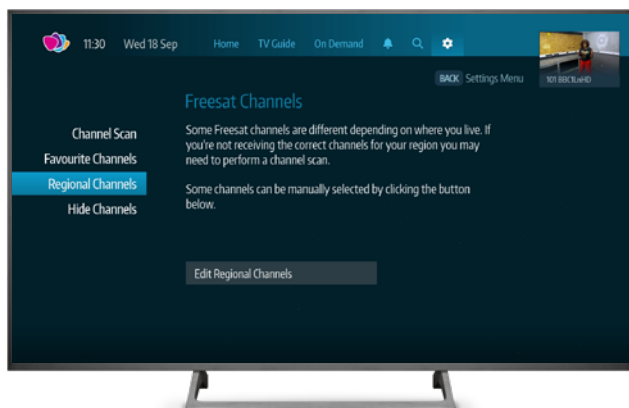 11:30 Wed 18 Sep Home TV Guide On Demand
BACK Settings Menu
101 BBC1LnHD
Freesat Channels
Channel Scan
Favourite Channels
Regional Channels
Hide Channels
Some Freesat channels are different depending on where you live. If
you're not receiving the correct channels for your region you may
need to perform a channel scan.
Some channels can be manually selected by clicking the button
below.
Edit Regional Channels